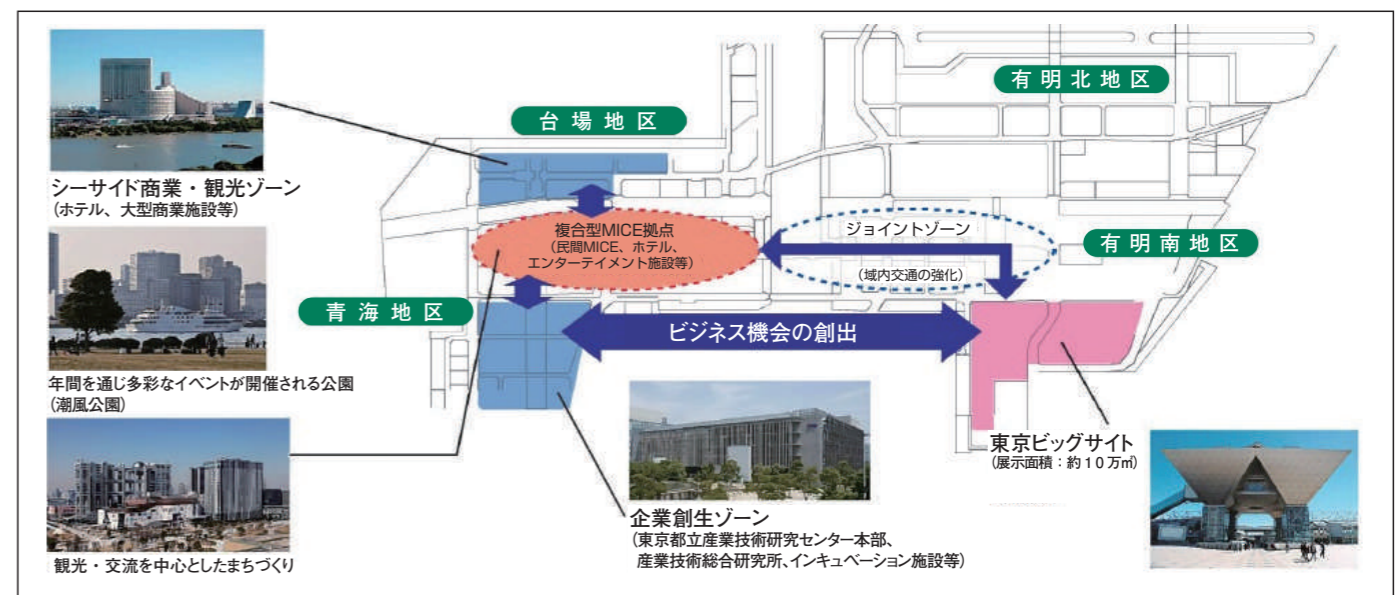 有明北地区
台場地区
シーサイド商業・観光ゾーン
(ホテル、大型商業施設等)
複合型MICE拠点
(民間MICE、ホテル、
エンターテイメント施設等)
ジョイントゾーン
(域内交通の強化)
有明南地区
青海地区
ビジネス機会の創出
年間を通じ多彩なイベントが開催される公園
(潮風公園)
東京ビッグサイト
(展示面積:約10万㎡)
企業創生ゾーン
(東京都立産業技術研究センター本部、
産業技術総合研究所、インキュベーション施設等)
観光・交流を中心としたまちづくり